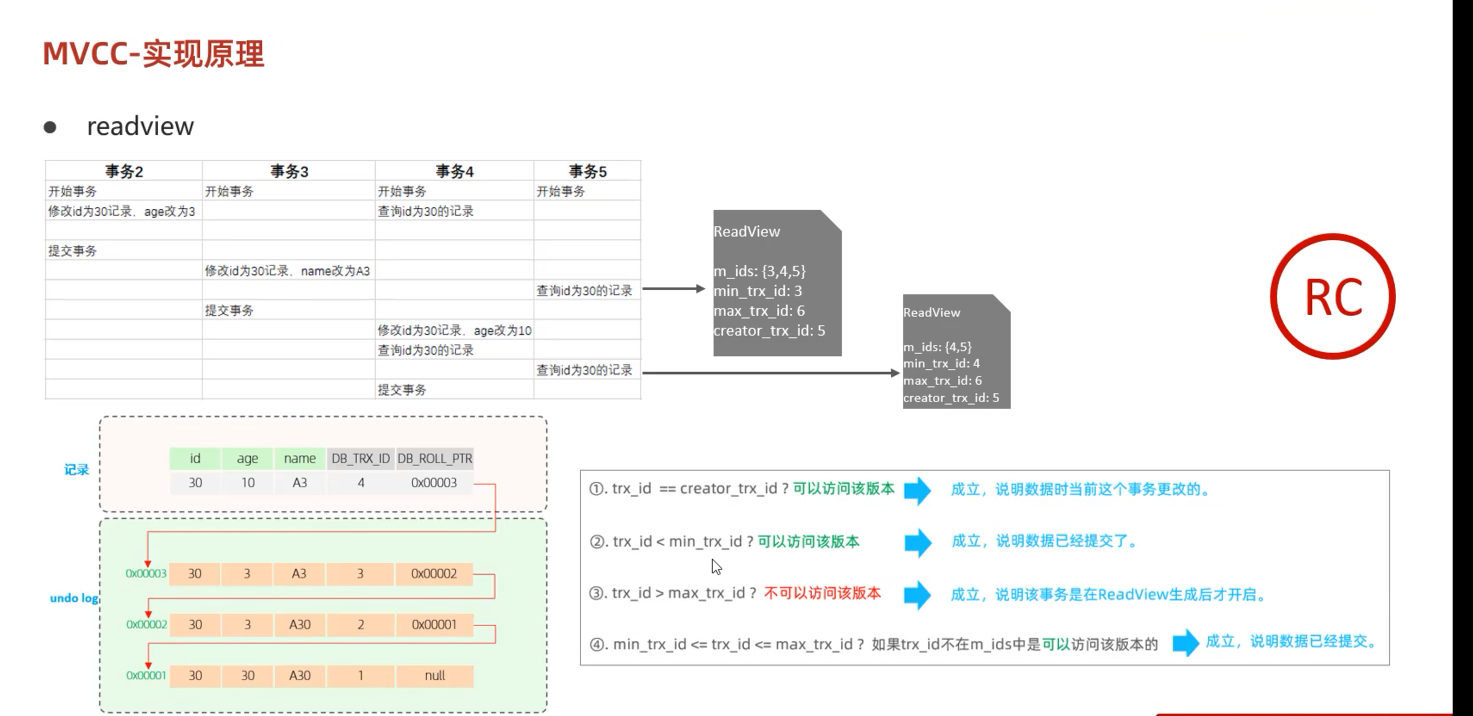 MVCC-实现原理
● readview
事务2 事务3 事务4 事务5
开始事务 开始事务 开始事务 开始事务
修改id为30记录、age改为3 查询id为30的记录
提交事务
修改id为30记录、name改为A3
查询id为30的记录
提交事务
修改id为30记录、age改为10
查询id为30的记录
查询id为30的记录
提交事务
ReadView
m_ids: {3,4,5}
min_trx_id: 3
max_trx_id: 6
creator_trx_id: 5
ReadView
m_ids: {4,5}
min_trx_id: 4
max_trx_id: 6
creator_trx_id: 5
RC
记录
id age name DB_TRX_ID DB_ROLL_PTR
30 10 A3 4 0x00003
undo log
0x00003 30 3 A3 3 0x00002
0x00002 30 3 A30 2 0x00001
0x00001 30 30 A30 1 null
①. trx_id == creator_trx_id ? 可以访问该版本 成立，说明数据时当前这个事务更改的。
②. trx_id < min_trx_id ? 可以访问该版本 成立，说明数据已经提交了。
③. trx_id > max_trx_id ? 不可以访问该版本 成立，说明该事务是在ReadView生成后才开启。
④. min_trx_id <= trx_id <= max_trx_id ? 如果trx_id不在m_ids中是可以访问该版本的 成立，说明数据已经提交。